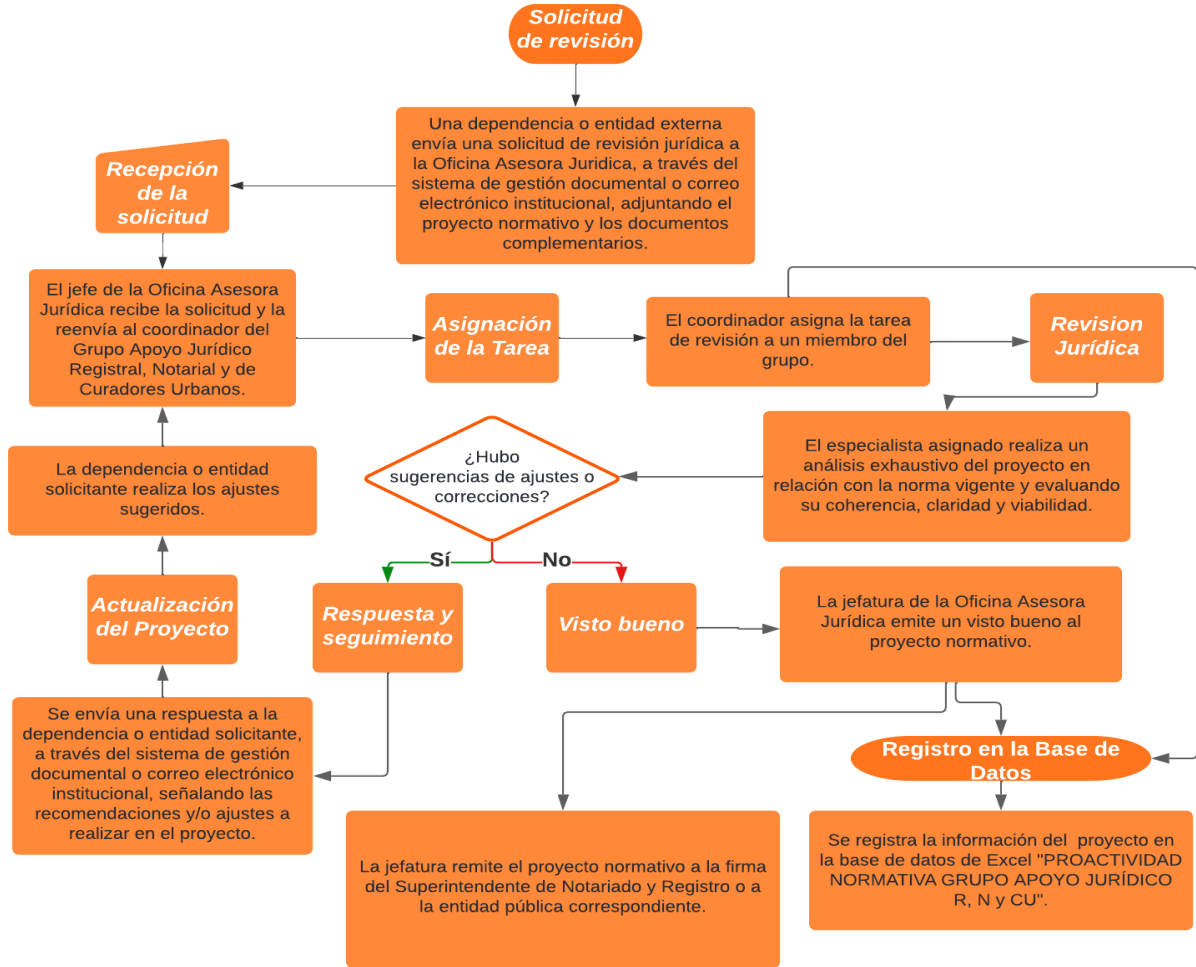 Solicitud
de revisión
Una dependencia o entidad externa
envía una solicitud de revisión jurídica a
la Oficina Asesora Juridica, a través del
sistema de gestión documental o correo
electrónico institucional, adjuntando el
proyecto normativo y los documentos
complementarios.
Recepción
de la
solicitud
El jefe de la Oficina Asesora
Jurídica recibe la solicitud y la
reenvía al coordinador del
Grupo Apoyo Jurídico
Registral, Notarial y de
Curadores Urbanos.
Asignación
de la Tarea
El coordinador asigna la tarea
de revisión a un miembro del
grupo.
Revision
Jurídica
El especialista asignado realiza un
análisis exhaustivo del proyecto en
relación con la norma vigente y evaluando
su coherencia, claridad y viabilidad.
¿Hubo
sugerencias de ajustes o
correcciones?
Sí
No
Respuesta y
seguimiento
Se envía una respuesta a la
dependencia o entidad solicitante,
a través del sistema de gestión
documental o correo electrónico
institucional, señalando las
recomendaciones y/o ajustes a
realizar en el proyecto.
Actualización
del Proyecto
La dependencia o entidad
solicitante realiza los ajustes
sugeridos.
Visto bueno
La jefatura de la Oficina Asesora
Jurídica emite un visto bueno al
proyecto normativo.
La jefatura remite el proyecto normativo a la firma
del Superintendente de Notariado y Registro o a
la entidad pública correspondiente.
Registro en la Base de
Datos
Se registra la información del  proyecto en
la base de datos de Excel "PROACTIVIDAD
NORMATIVA GRUPO APOYO JURÍDICO
R, N y CU".